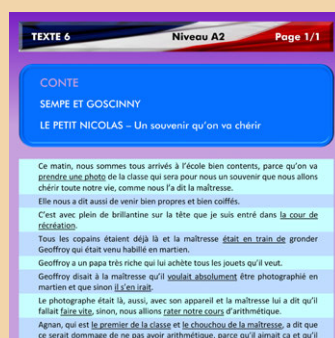 TEXTE 6 Niveau A2 Page 1/1
CONTE
SEMPE ET GOSCINNY
LE PETIT NICOLAS – Un souvenir qu'on va chérir
Ce matin, nous sommes tous arrivés à l'école bien contents, parce qu'on va
prendre une photo de la classe qui sera pour nous un souvenir que nous allons
chérir toute notre vie, comme nous l'a dit la maîtresse.
Elle nous a dit aussi de venir bien propres et bien coiffés.
C'est avec plein de brillantine sur la tête que je suis entré dans la cour de
récréation.
Tous les copains étaient déjà là et la maîtresse était en train de gronder
Geoffroy qui était venu habillé en martien.
Geoffroy a un papa très riche qui lui achète tous les jouets qu'il veut.
Geoffroy disait à la maîtresse qu'il voulait absolument être photographié en
martien et que sinon il s'en irait.
Le photographe était là, aussi, avec son appareil et la maîtresse lui a dit qu'il
fallait faire vite, sinon, nous allions rater notre cours d'arithmétique.
Agnan, qui est le premier de la classe et le chouchou de la maîtresse, a dit que
ce serait dommage de ne pas avoir arithmétique, parce qu'il aimait ça et qu'il